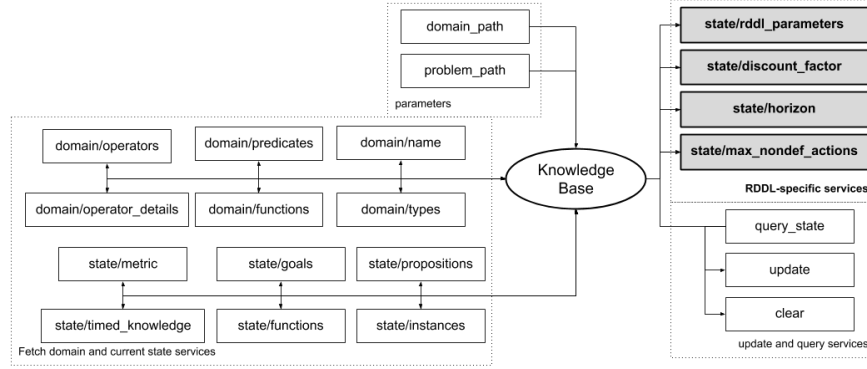 domain_path
problem_path
parameters
domain/operators
domain/predicates
domain/name
domain/operator_details
domain/functions
domain/types
state/metric
state/goals
state/propositions
state/timed_knowledge
state/functions
state/instances
Fetch domain and current state services
Knowledge
Base
state/rddl_parameters
state/discount_factor
state/horizon
state/max_nondef_actions
RDDL-specific services
query_state
update
clear
update and query services